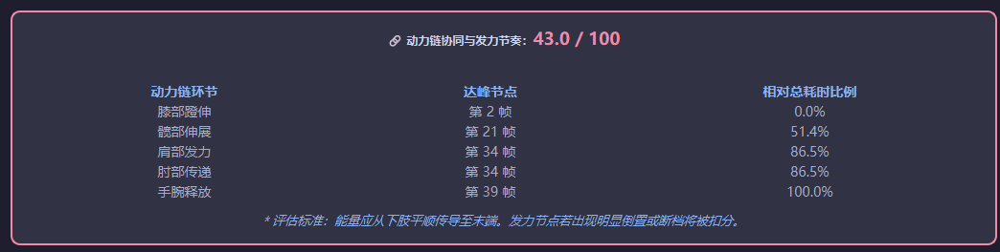 🔗 动力链协同与发力节奏：43.0 / 100
动力链环节 达峰节点 相对总耗时比例
膝部蹬伸 第 2 帧 0.0%
髋部伸展 第 21 帧 51.4%
肩部发力 第 34 帧 86.5%
肘部传递 第 34 帧 86.5%
手腕释放 第 39 帧 100.0%
* 评估标准：能量应从下肢平顺传导至末端。发力节点若出现明显倒置或断档将被扣分。